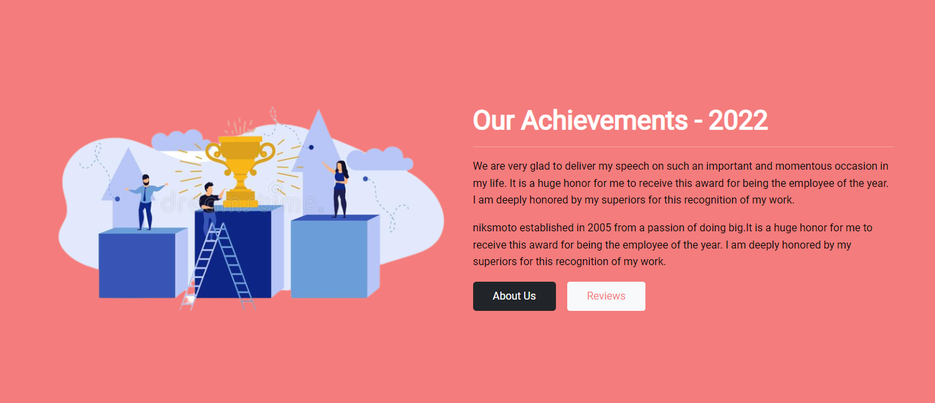 Our Achievements - 2022
We are very glad to deliver my speech on such an important and momentous occasion in
my life. It is a huge honor for me to receive this award for being the employee of the year.
I am deeply honored by my superiors for this recognition of my work.
niksmoto established in 2005 from a passion of doing big.It is a huge honor for me to
receive this award for being the employee of the year. I am deeply honored by my
superiors for this recognition of my work.
About Us
Reviews